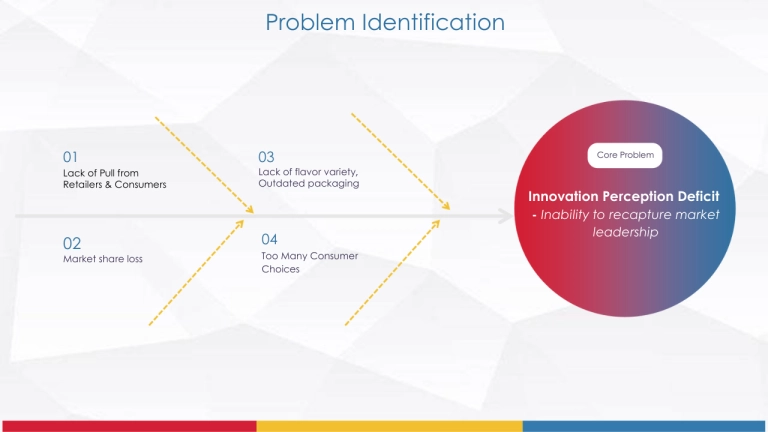 Problem Identification
01
Lack of Pull from
Retailers & Consumers
03
Lack of flavor variety,
Outdated packaging
02
Market share loss
04
Too Many Consumer
Choices
Core Problem
Innovation Perception Deficit
- Inability to recapture market
leadership